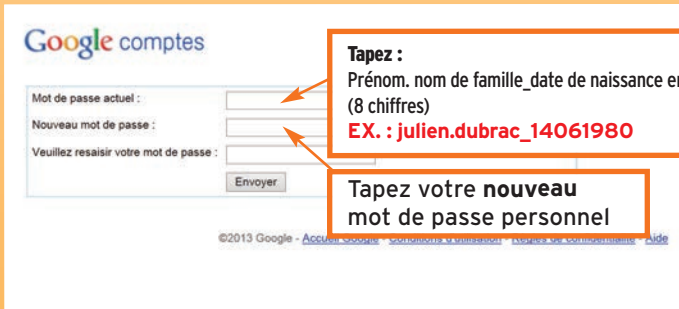 Google comptes
Tapez :
Prénom. nom de famille_date de naissance en
(8 chiffres)
EX. : julien.dubrac_14061980
Mot de passe actuel :
Nouveau mot de passe :
Veuillez resaisir votre mot de passe :
Envoyer
Tapez votre nouveau
mot de passe personnel
©2013 Google - Accueil Google - Conditions d'utilisation - Règles de confidentialité - Aide